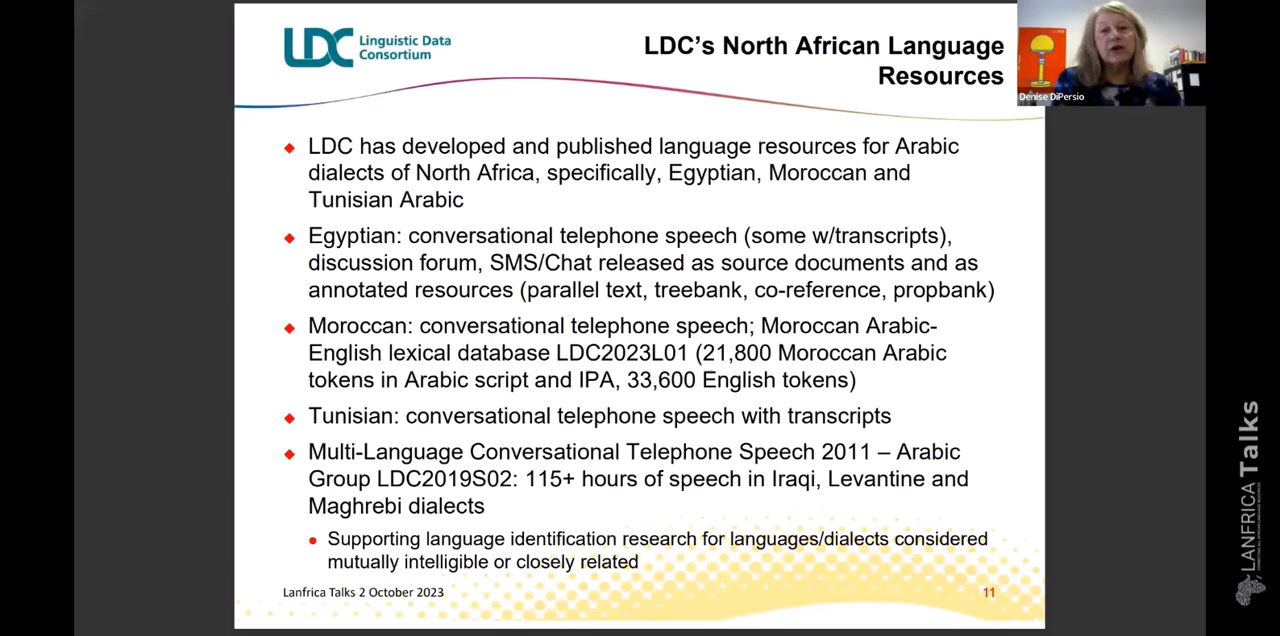 LDC Linguistic Data
Consortium
LDC's North African Language
Resources
Denise DiPersio
LDC has developed and published language resources for Arabic
dialects of North Africa, specifically, Egyptian, Moroccan and
Tunisian Arabic
Egyptian: conversational telephone speech (some w/transcripts),
discussion forum, SMS/Chat released as source documents and as
annotated resources (parallel text, treebank, co-reference, propbank)
Moroccan: conversational telephone speech; Moroccan Arabic-
English lexical database LDC2023L01 (21,800 Moroccan Arabic
tokens in Arabic script and IPA, 33,600 English tokens)
Tunisian: conversational telephone speech with transcripts
Multi-Language Conversational Telephone Speech 2011 – Arabic
Group LDC2019S02: 115+ hours of speech in Iraqi, Levantine and
Maghrebi dialects
Supporting language identification research for languages/dialects considered
mutually intelligible or closely related
Lanfrica Talks 2 October 2023
11
LANFRICA Talks